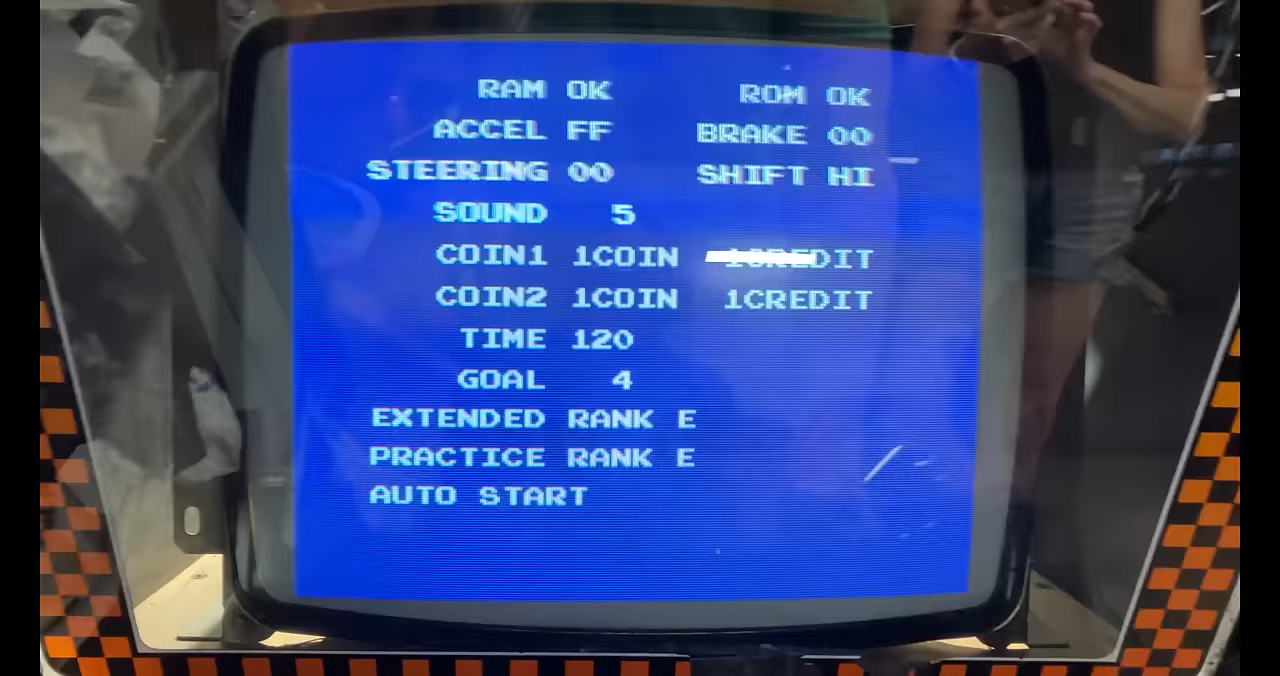 RAM OK ROM OK
ACCEL FF BRAKE 00
STEERING 00 SHIFT HI
SOUND 5
COIN1 1COIN 1CREDIT
COIN2 1COIN 1CREDIT
TIME 120
GOAL 4
EXTENDED RANK E
PRACTICE RANK E
AUTO START